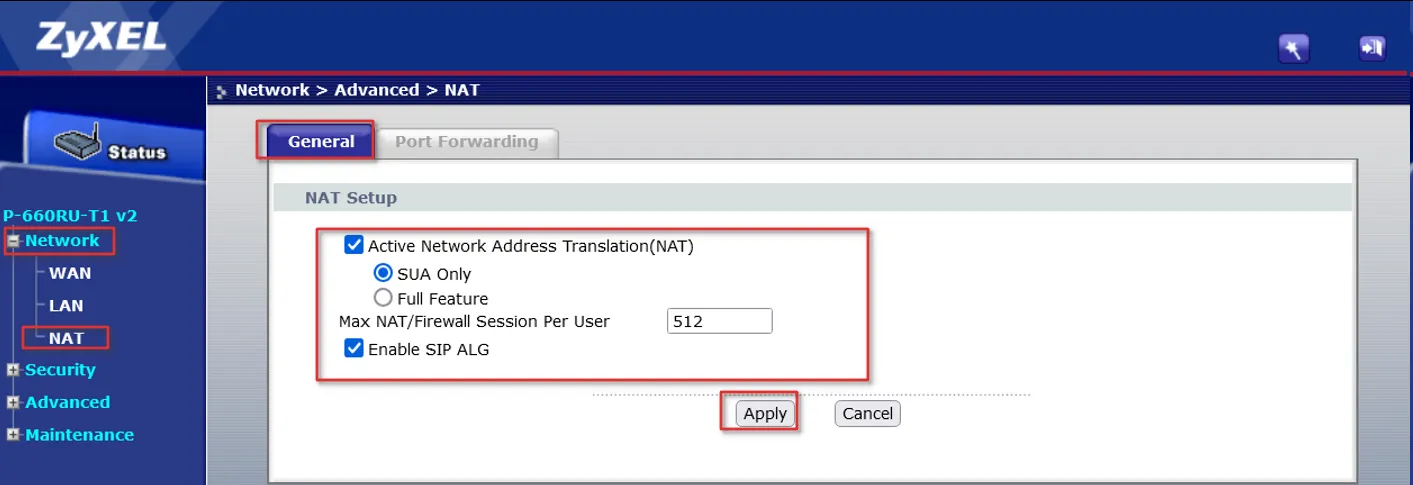 ZyXEL
Network > Advanced > NAT
Status
General
Port Forwarding
NAT Setup
P-660RU-T1 v2
Network
WAN
LAN
NAT
Security
Advanced
Maintenance
Active Network Address Translation(NAT)
SUA Only
Full Feature
Max NAT/Firewall Session Per User 512
Enable SIP ALG
Apply Cancel